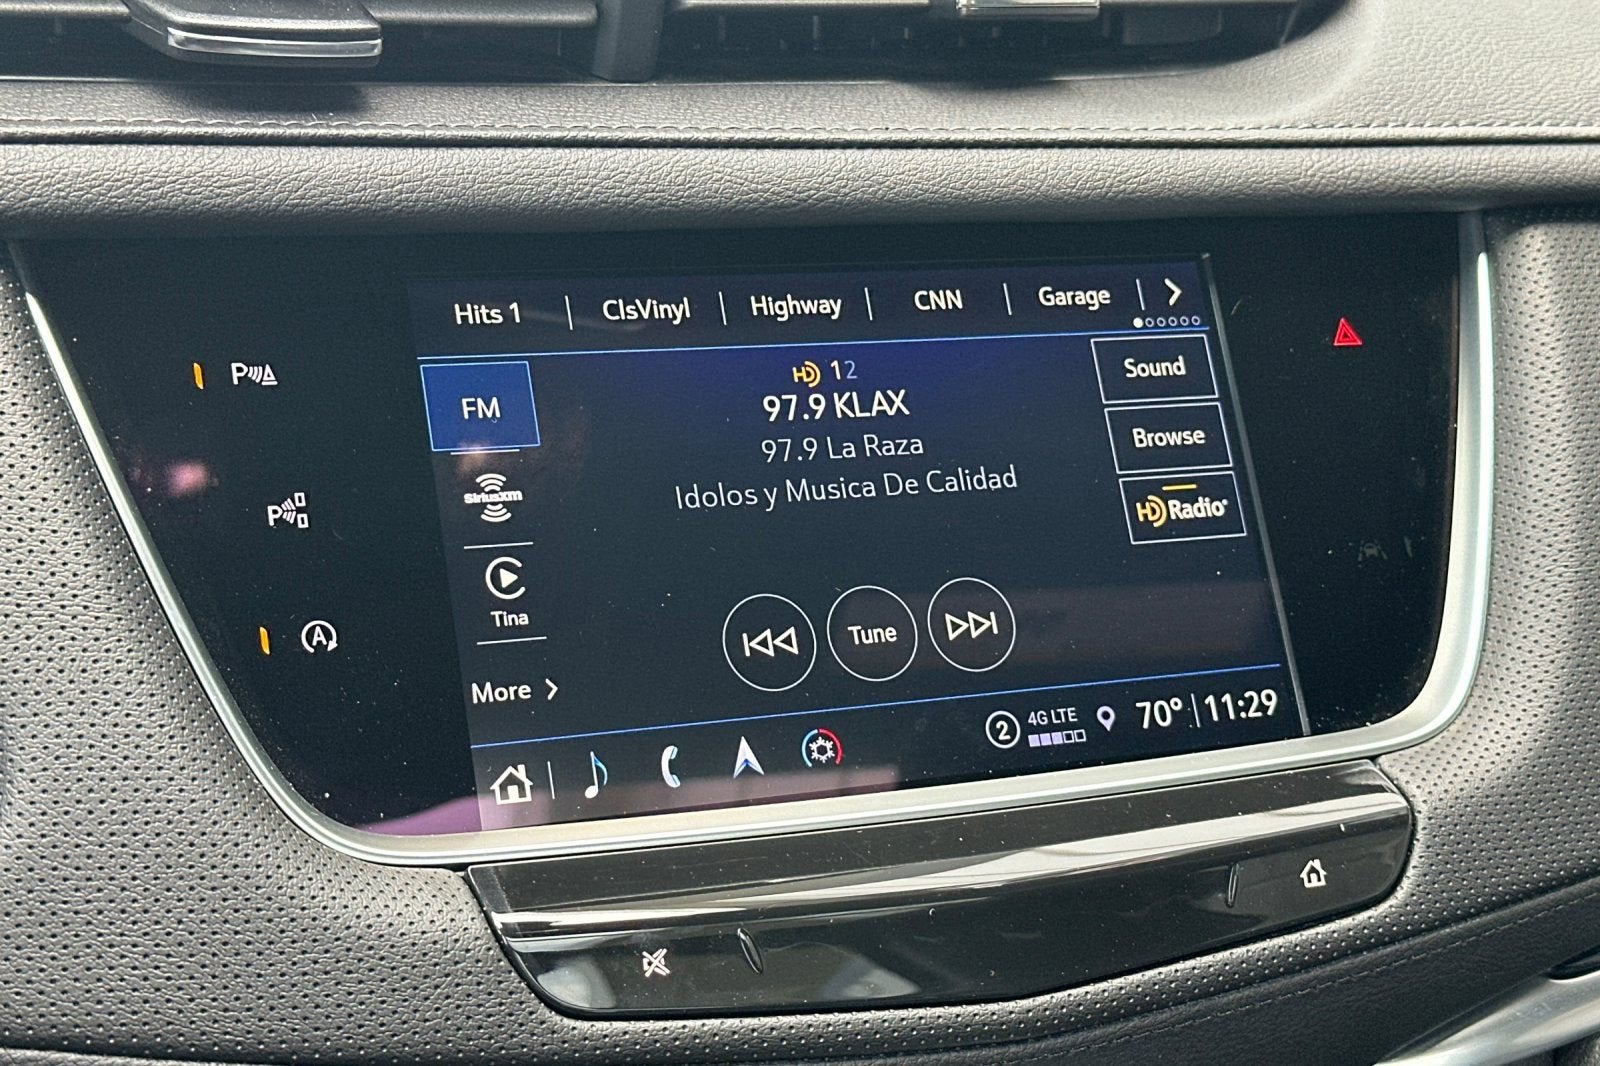 Hits 1 | ClsVinyl | Highway | CNN | Garage
FM
HD 12
97.9 KLAX
97.9 La Raza
Idolos y Musica De Calidad
Sound
Browse
HD Radio®
SiriusXM
Tina
More
Tune
2 4G LTE 70° | 11:29
P
P
A